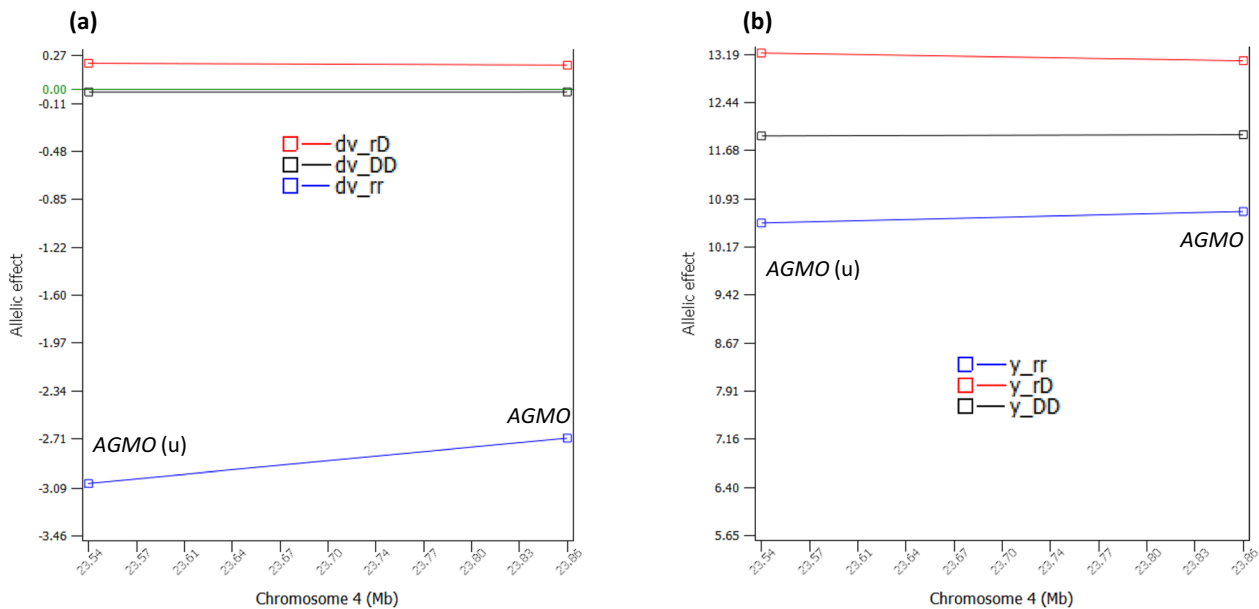 (a)
0.27
0.00
-0.11
-0.48
-0.85
-1.22
-1.60
-1.97
-2.34
-2.71
-3.09
-3.46
Allelic effect
dv_rD
dv_DD
dv_rr
AGMO (u)
AGMO
23.54 23.57 23.61 23.64 23.67 23.70 23.74 23.77 23.80 23.83 23.86
Chromosome 4 (Mb)
(b)
13.19
12.44
11.68
10.93
10.17
9.42
8.67
7.91
7.16
6.40
5.65
Allelic effect
AGMO (u)
AGMO
y_rr
y_rD
y_DD
23.54 23.57 23.61 23.64 23.67 23.70 23.74 23.77 23.80 23.83 23.86
Chromosome 4 (Mb)